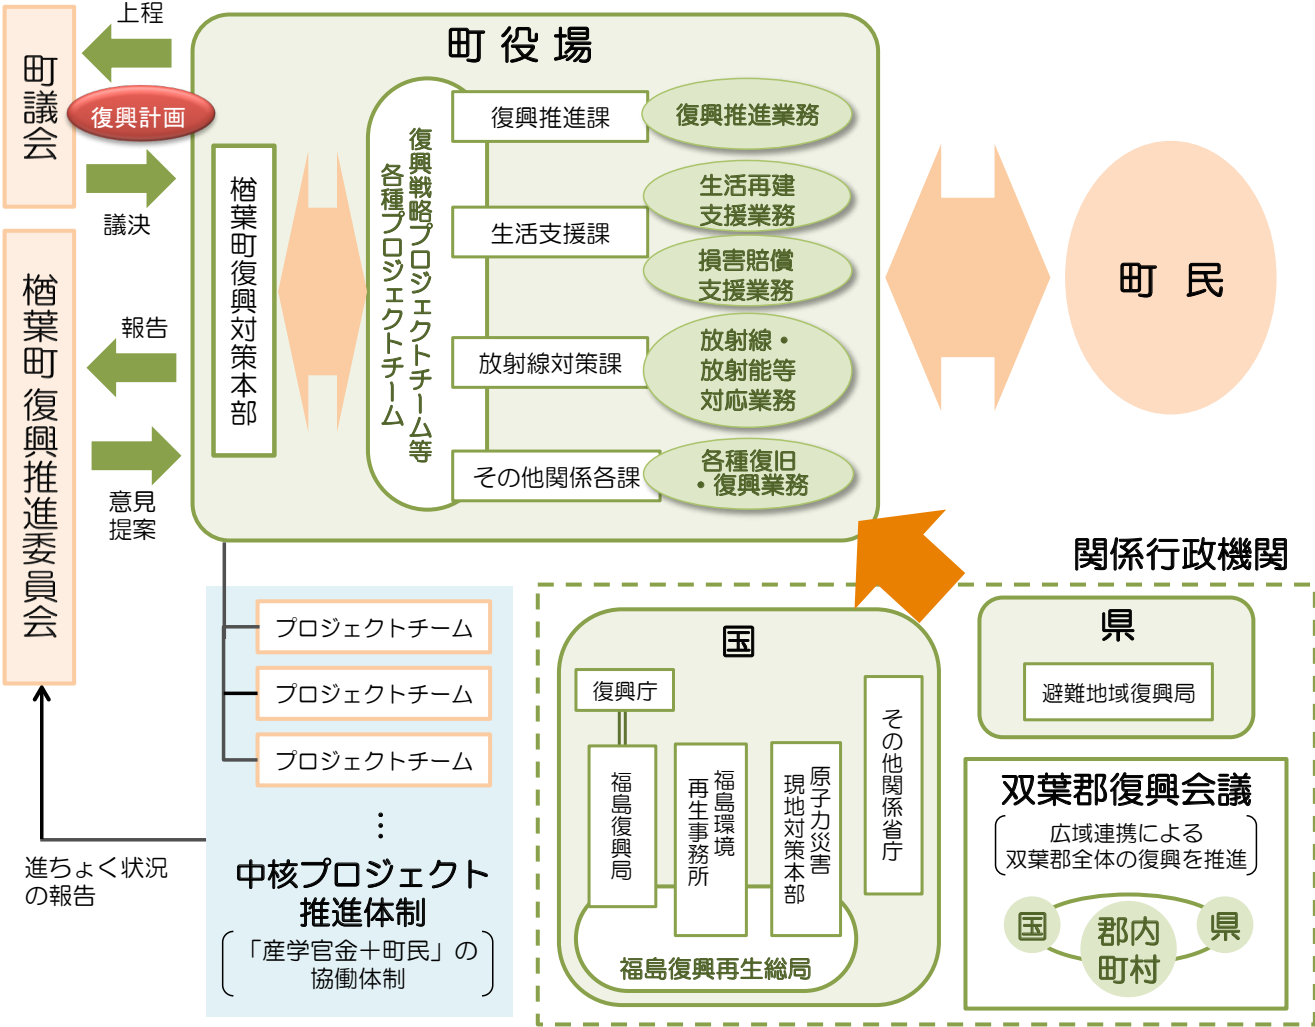 上程
町議会
復興計画
議決
楢葉町復興推進委員会
報告
意見
提案
町役場
楢葉町復興対策本部
復興戦略プロジェクトチーム等
各種プロジェクトチーム
復興推進課
復興推進業務
生活支援課
生活再建
支援業務
損害賠償
支援業務
放射線対策課
放射線・
放射能等
対応業務
その他関係各課
各種復旧
・復興業務
町民
プロジェクトチーム
プロジェクトチーム
プロジェクトチーム
…
中核プロジェクト
推進体制
「産学官金＋町民」の
協働体制
進ちょく状況
の報告
関係行政機関
国
復興庁
福島復興局
福島環境
再生事務所
原子力災害
現地対策本部
その他関係省庁
福島復興再生総局
県
避難地域復興局
双葉郡復興会議
広域連携による
双葉郡全体の復興を推進
国
郡内
町村
県